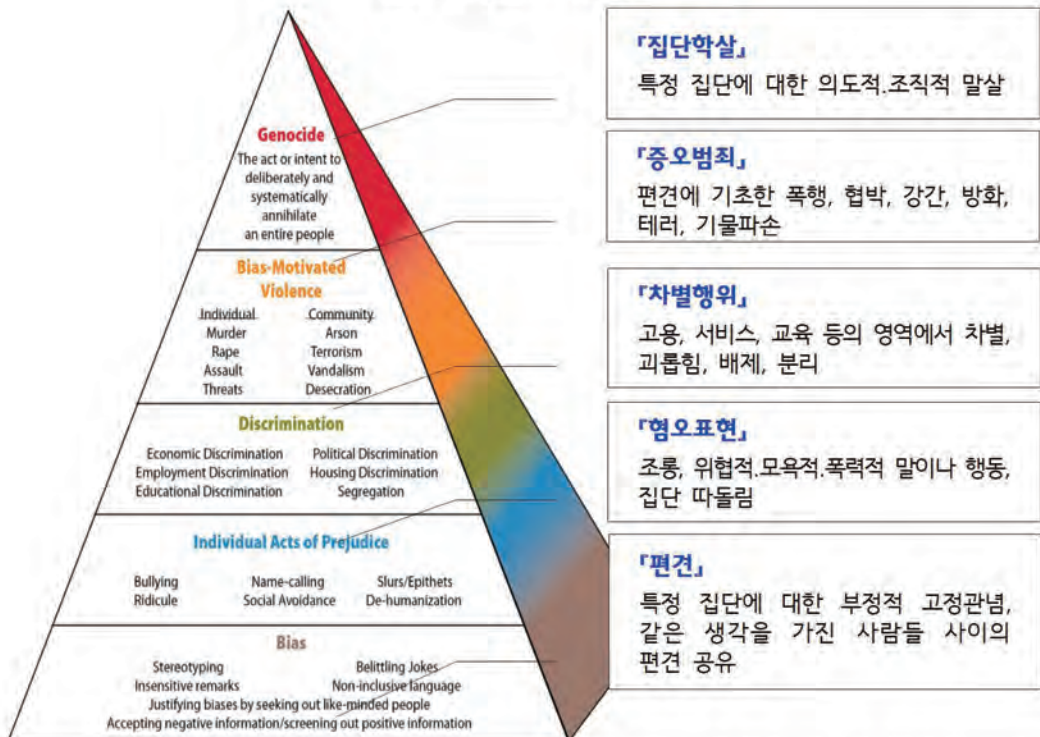 Genocide
The act or intent to
deliberately and
systematically
annihilate
an entire people
Bias-Motivated
Violence
Individual Community
Murder Arson
Rape Terrorism
Assault Vandalism
Threats Desecration
Discrimination
Economic Discrimination Political Discrimination
Employment Discrimination Housing Discrimination
Educational Discrimination Segregation
Individual Acts of Prejudice
Bullying Name-calling Slurs/Epithets
Ridicule Social Avoidance De-humanization
Bias
Stereotyping Belittling Jokes
Insensitive remarks Non-inclusive language
Justifying biases by seeking out like-minded people
Accepting negative information/screening out positive information
「집단학살」
특정 집단에 대한 의도적.조직적 말살
「증오범죄」
편견에 기초한 폭행, 협박, 강간, 방화,
테러, 기물파손
「차별행위」
고용, 서비스, 교육 등의 영역에서 차별,
괴롭힘, 배제, 분리
「혐오표현」
조롱, 위협적.모욕적.폭력적 말이나 행동,
집단 따돌림
「편견」
특정 집단에 대한 부정적 고정관념,
같은 생각을 가진 사람들 사이의
편견 공유